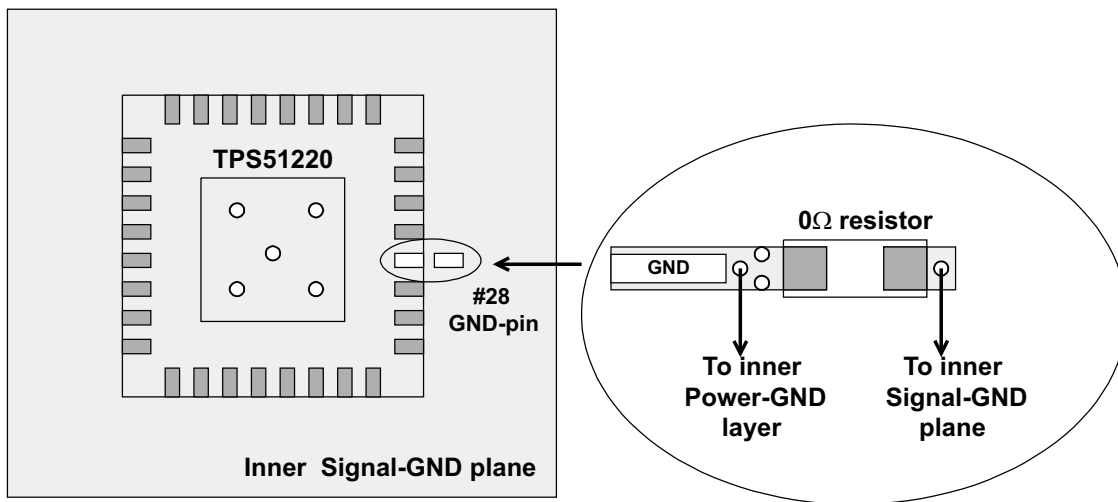 TPS51220
#28
GND-pin
Inner Signal-GND plane
0Ω resistor
GND
To inner
Power-GND
layer
To inner
Signal-GND
plane